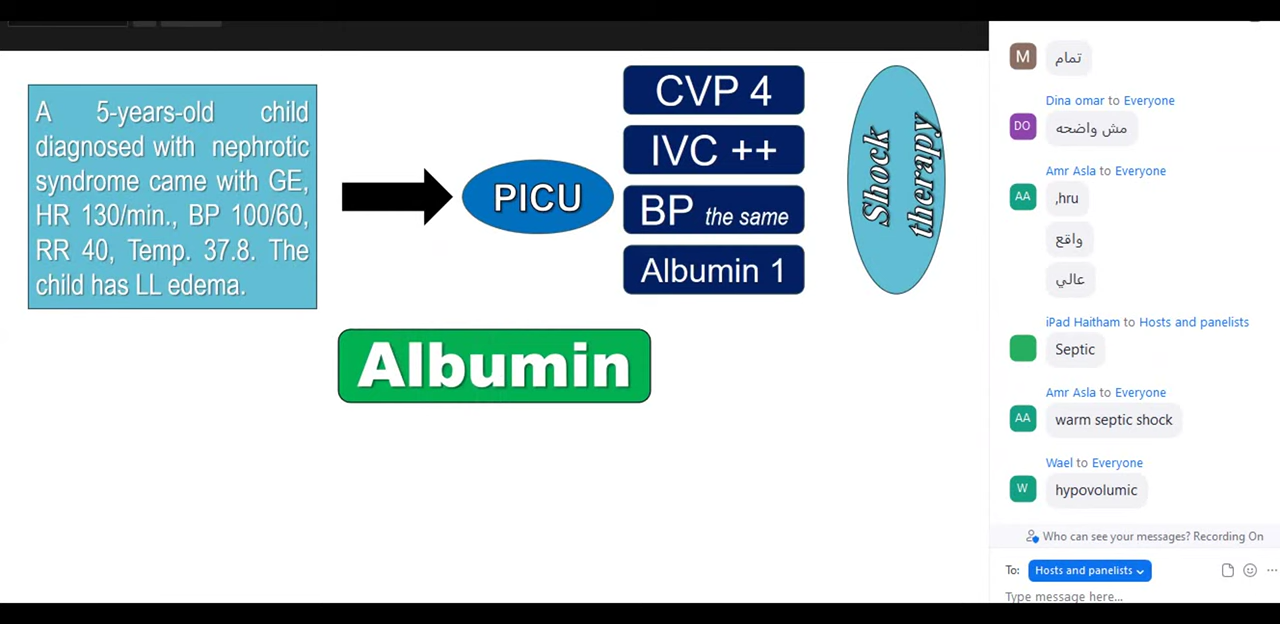 A 5-years-old child
diagnosed with nephrotic
syndrome came with GE,
HR 130/min., BP 100/60,
RR 40, Temp. 37.8. The
child has LL edema.
PICU
CVP 4
IVC ++
BP the same
Albumin 1
Shock
therapy
Albumin
M
تمام
Dina omar to Everyone
DO
مش واضحه
Amr Asla to Everyone
AA
,hru
واقع
عالي
iPad Haitham to Hosts and panelists
Septic
Amr Asla to Everyone
AA
warm septic shock
Wael to Everyone
W
hypovolumic
Who can see your messages? Recording On
To: Hosts and panelists
Type message here...